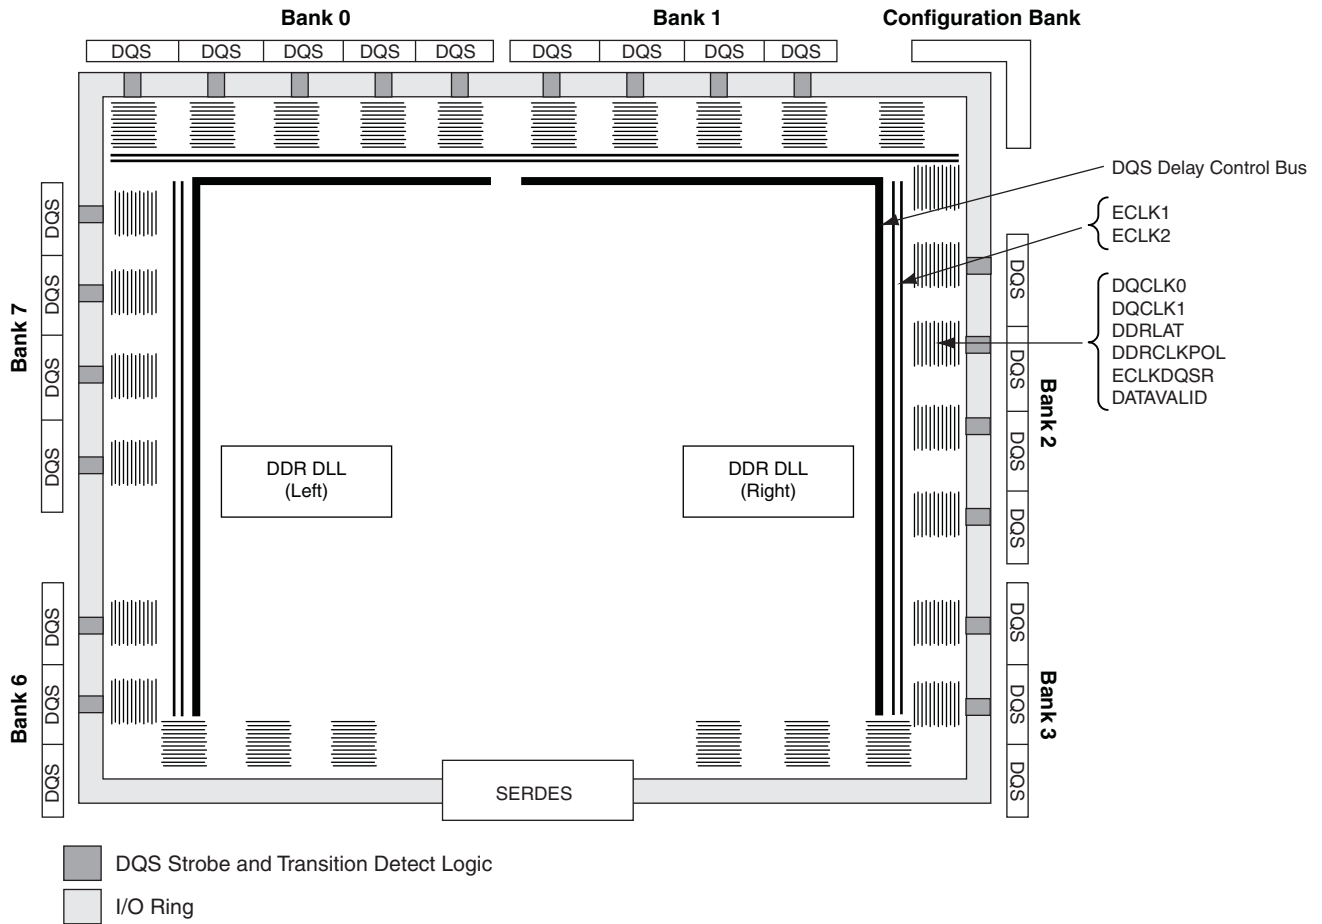 Bank 0
Bank 1
Configuration Bank
DQS DQS DQS DQS DQS
DQS DQS DQS DQS
DQS Delay Control Bus
ECLK1
ECLK2
DQCLK0
DQCLK1
DDRLAT
DDRCLKPOL
ECLKDQSR
DATAVALID
Bank 7
DQS
DQS
DQS
DQS
Bank 6
DQS
DQS
DQS
DDR DLL
(Left)
DDR DLL
(Right)
DQS
DQS
DQS
DQS
Bank 2
DQS
DQS
DQS
Bank 3
SERDES
DQS Strobe and Transition Detect Logic
I/O Ring